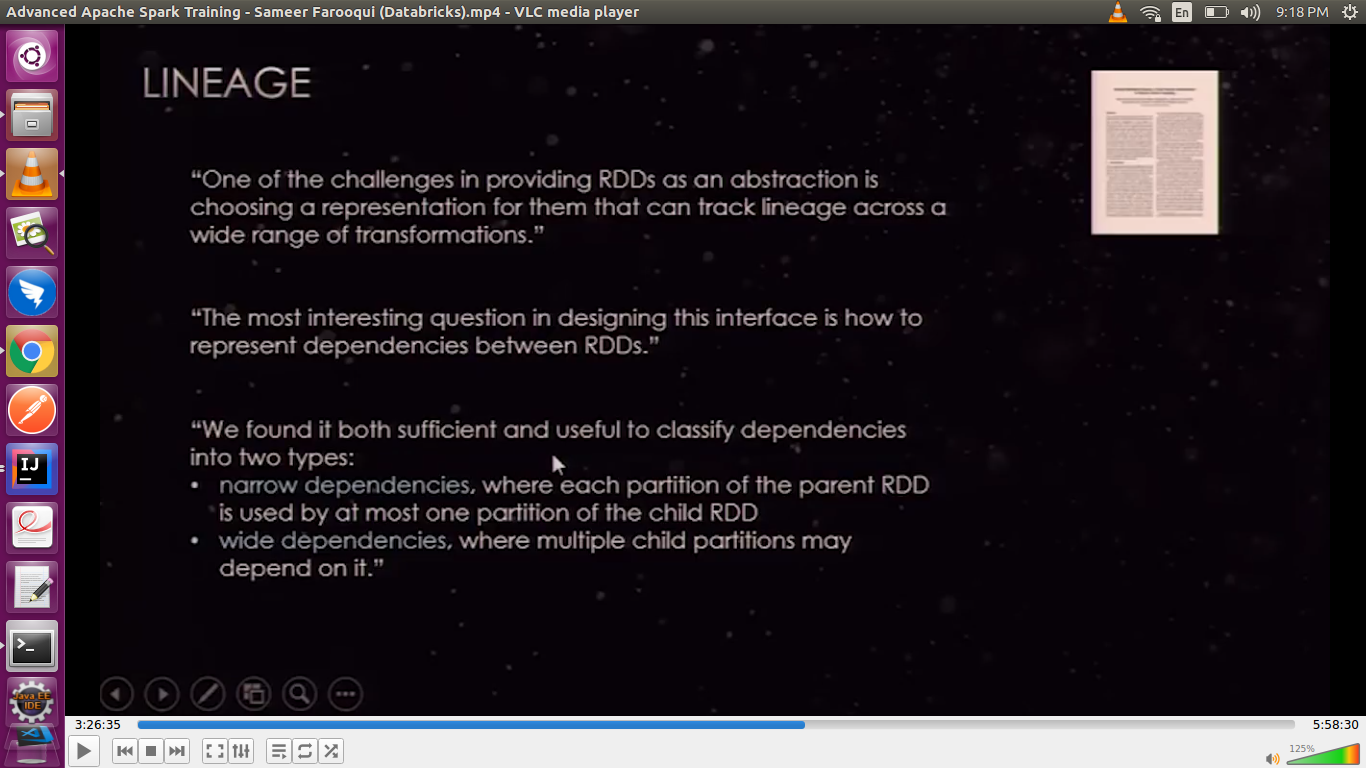 Advanced Apache Spark Training - Sameer Farooqui (Databricks).mp4 - VLC media player
En
9:18 PM
LINEAGE
“One of the challenges in providing RDDs as an abstraction is
choosing a representation for them that can track lineage across a
wide range of transformations.”
“The most interesting question in designing this interface is how to
represent dependencies between RDDs.”
“We found it both sufficient and useful to classify dependencies
into two types:
• narrow dependencies, where each partition of the parent RDD
is used by at most one partition of the child RDD
• wide dependencies, where multiple child partitions may
depend on it.”
IJ
Java EE
IDE
3:26:35
5:58:30
125%